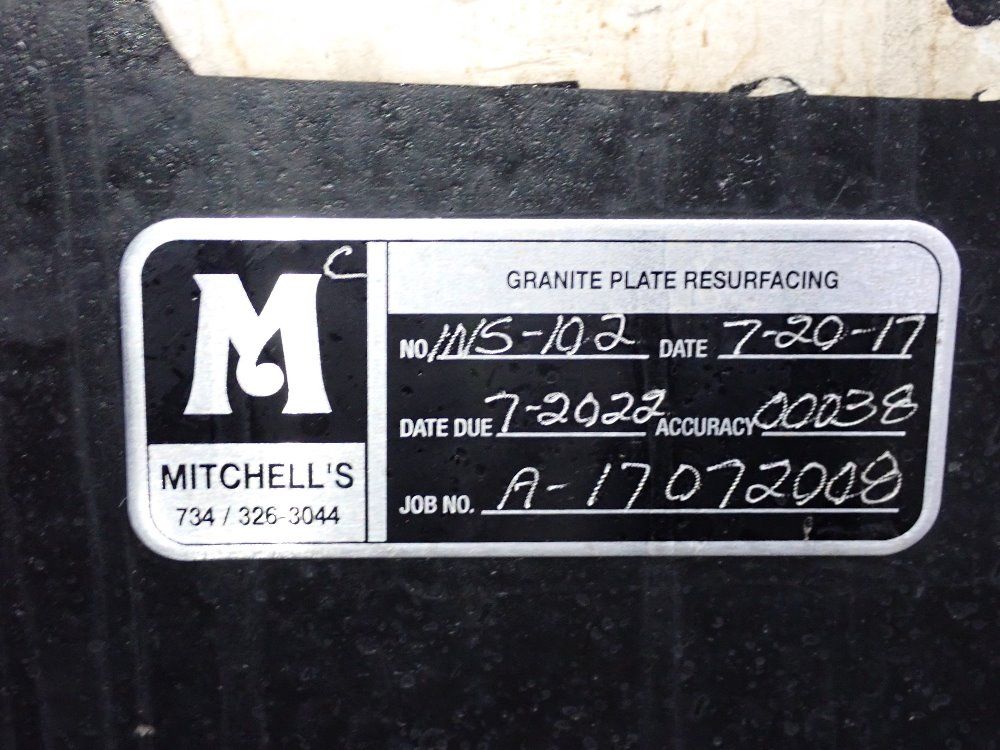 M C
MITCHELL'S
734 / 326-3044
GRANITE PLATE RESURFACING
NO. INS-102 DATE 7-20-17
DATE DUE 7-2022 ACCURACY 00038
JOB NO. A-17072008